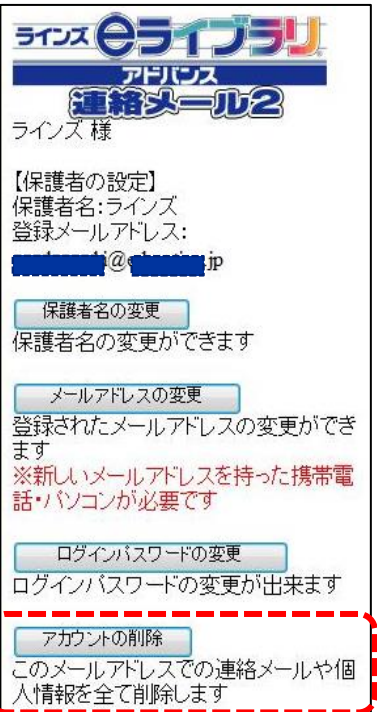 ラインズ eライブラリ
アドバンス
連絡メール2
ラインズ 様
【保護者の設定】
保護者名:ラインズ
登録メールアドレス:
@ jp
保護者名の変更
保護者名の変更ができます
メールアドレスの変更
登録されたメールアドレスの変更ができ
ます
※新しいメールアドレスを持った携帯電
話・パソコンが必要です
ログインパスワードの変更
ログインパスワードの変更が出来ます
アカウントの削除
このメールアドレスでの連絡メールや個
人情報を全て削除します